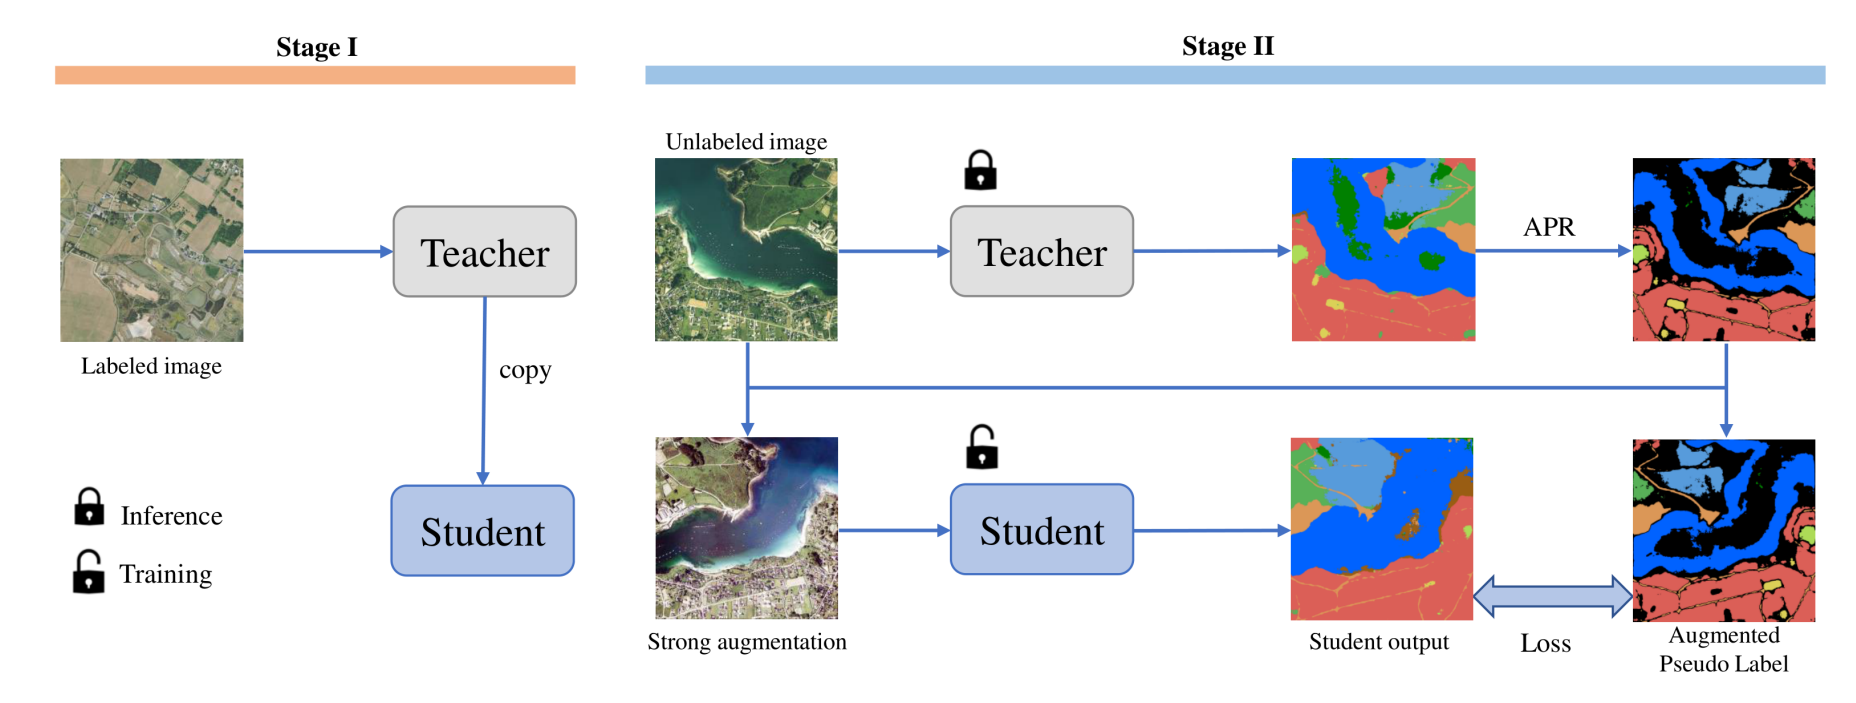 Stage I
Stage II
Unlabeled image
Teacher
Teacher
APR
Labeled image
copy
Inference
Student
Student
Training
Strong augmentation
Student output
Loss
Augmented
Pseudo Label